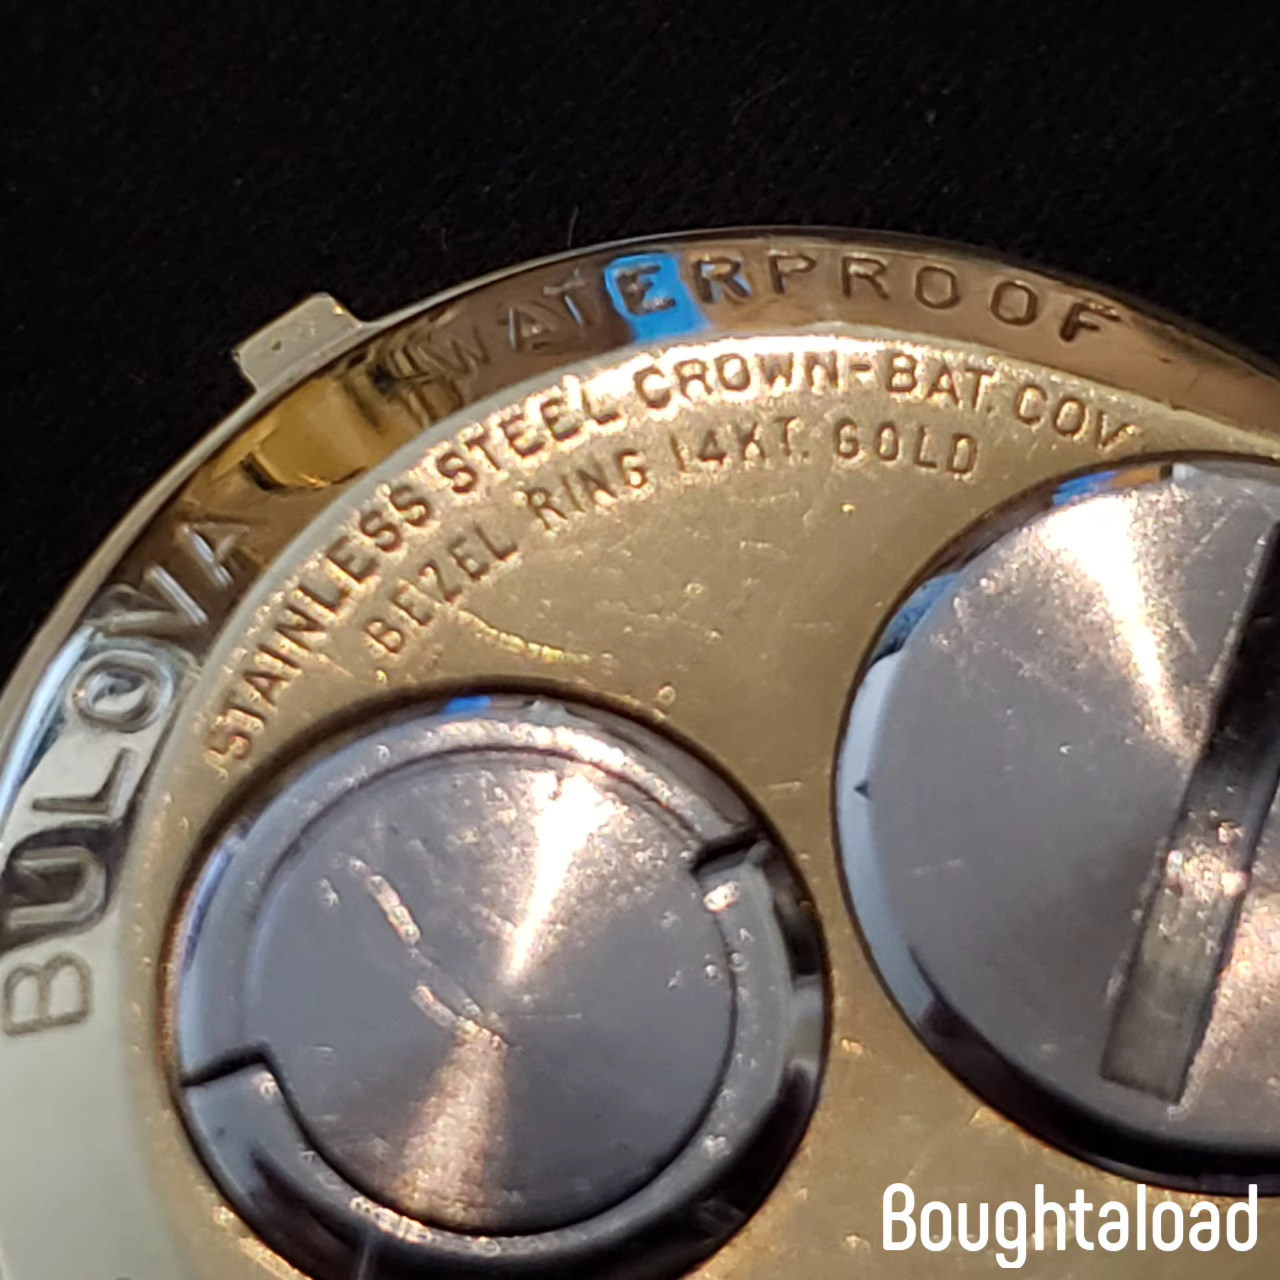 BULOVA WATERPROOF
STAINLESS STEEL CROWN-BAT. COV
BEZEL RING 14KT. GOLD
Boughtaload